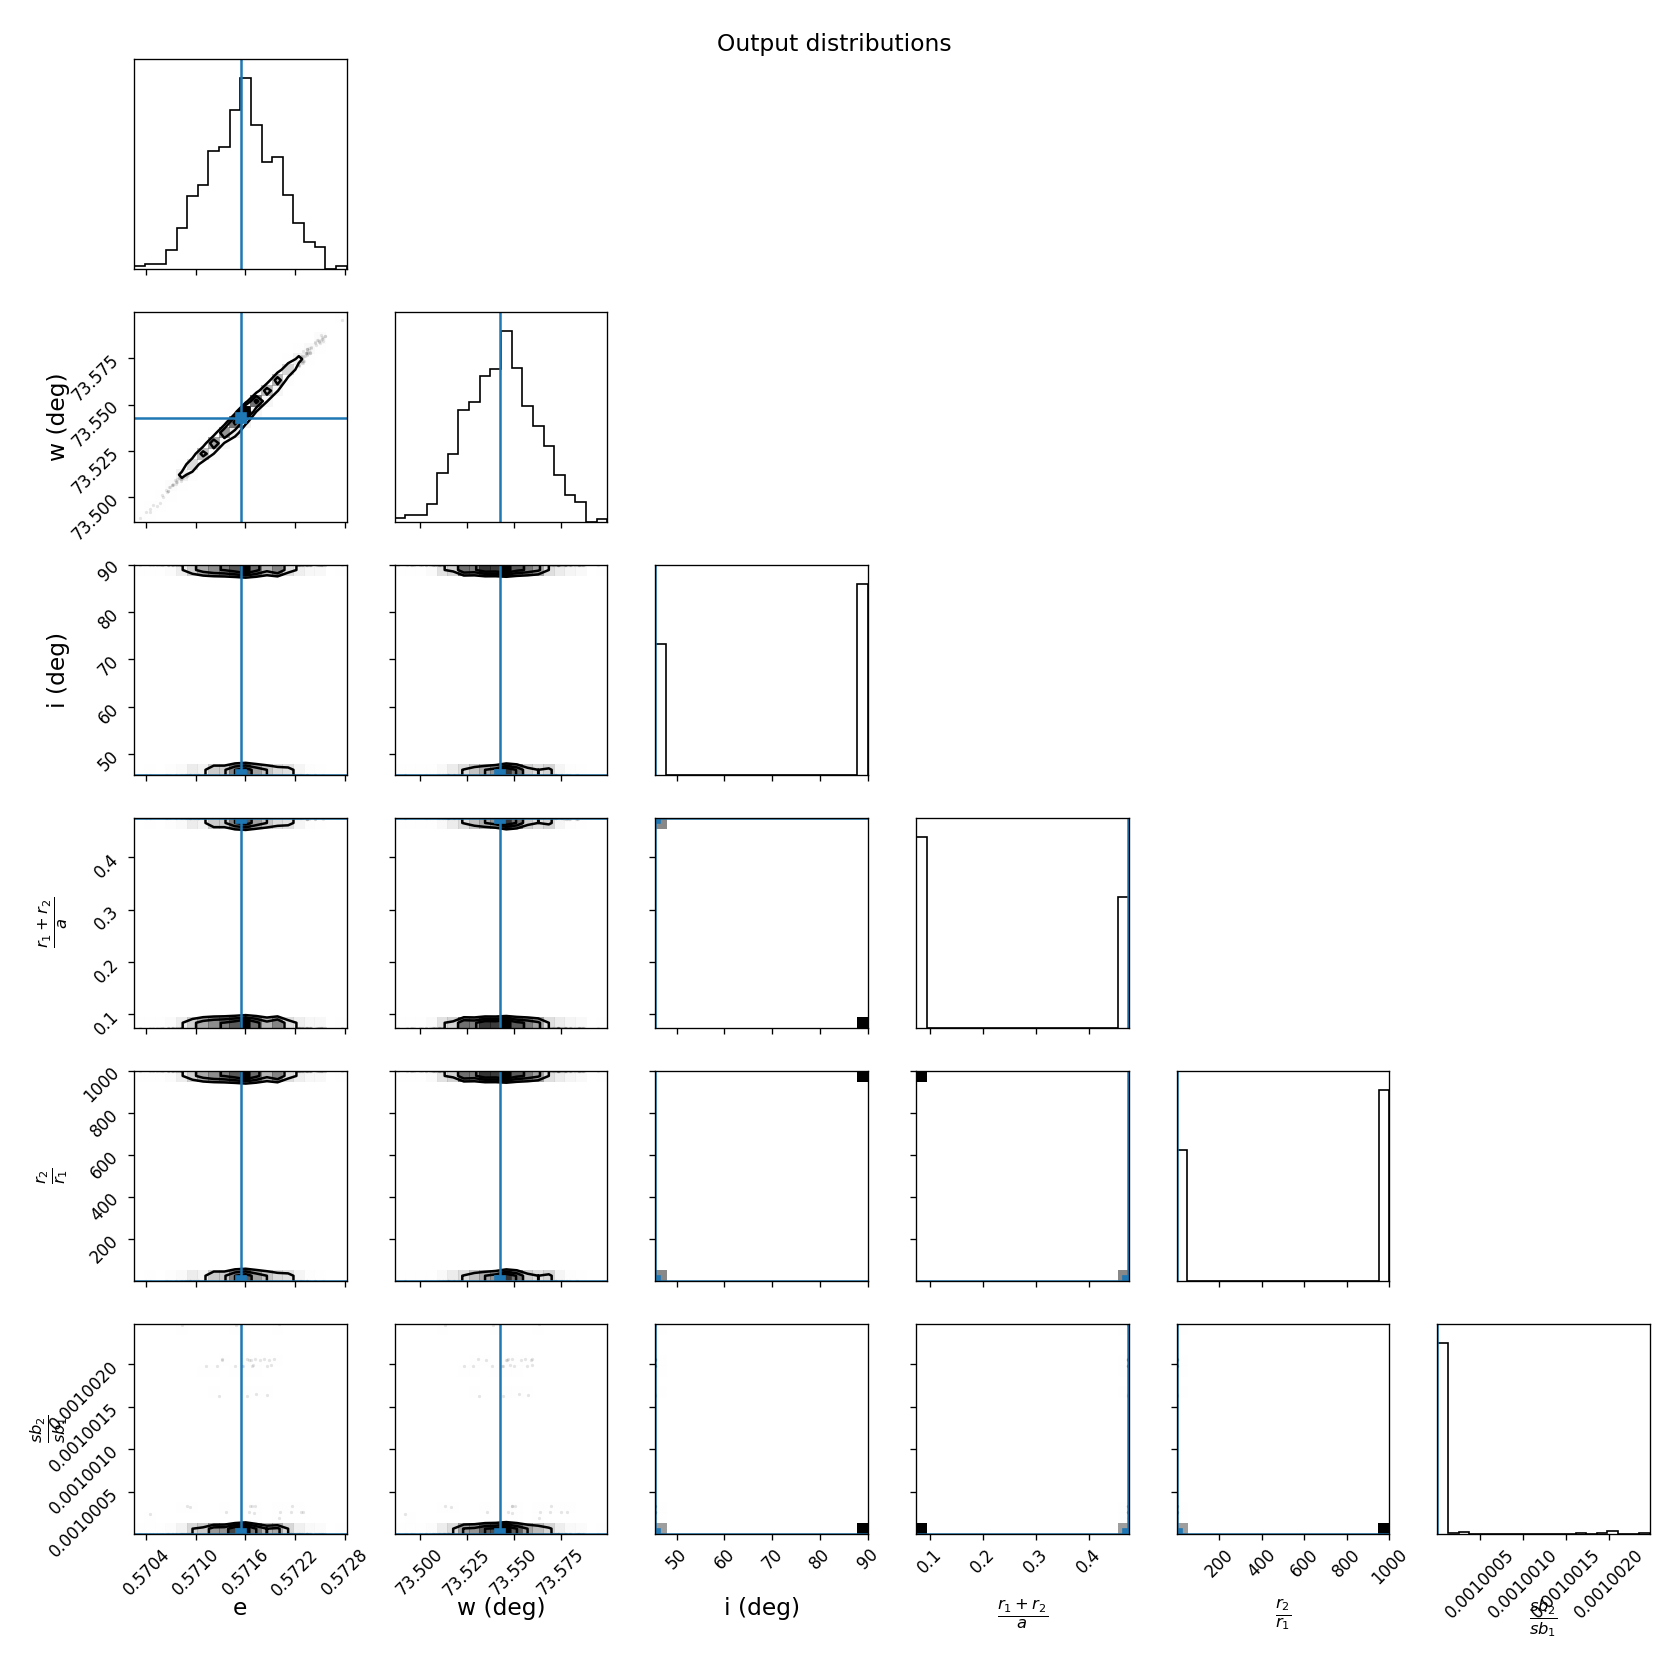 Output distributions
w (deg)
73.575
73.550
73.525
73.500
i (deg)
90
80
70
60
50
r₁ + r₂
a
0.4
0.3
0.2
0.1
r₂
r₁
1000
800
600
400
200
sb₂
sb₁
0.0010020
0.0010015
0.0010010
0.0010005
0.5704 0.5710 0.5716 0.5722 0.5728
73.500 73.525 73.550 73.575
50 60 70 80 90
0.1 0.2 0.3 0.4
200 400 600 800 1000
0.0010005 0.0010010 0.0010015 0.0010020
e
w (deg)
i (deg)
r₁ + r₂
a
r₂
r₁
sb₂
sb₁